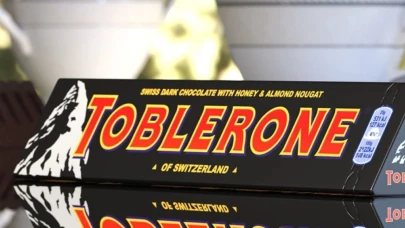 SWISS DARK CHOCOLATE WITH HONEY & ALMOND NOUGAT
TOBLERONE
OF SWITZERLAND